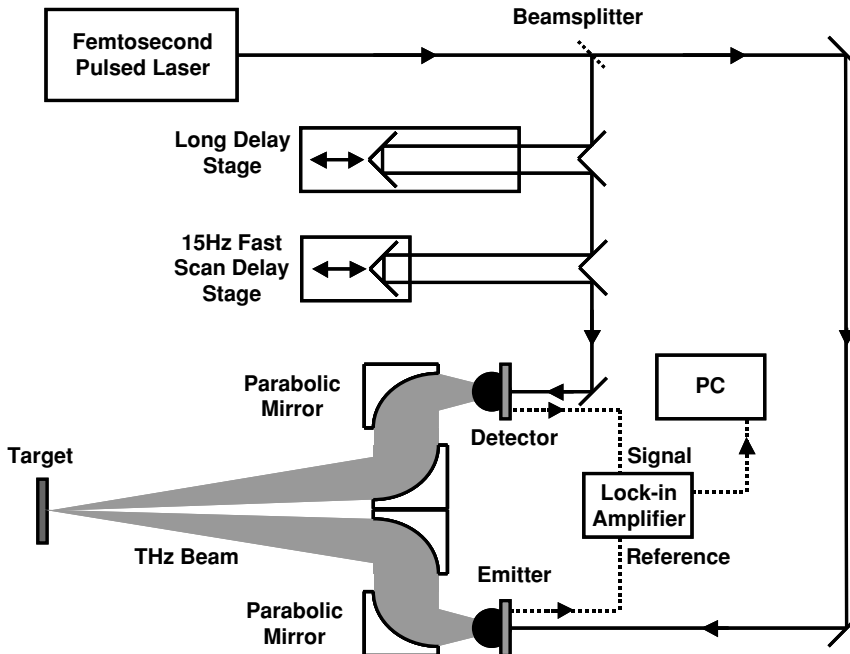 Beamsplitter
Femtosecond
Pulsed Laser
Long Delay
Stage
15Hz Fast
Scan Delay
Stage
Parabolic
Mirror
PC
Detector
Target
Signal
Lock-in
Amplifier
THz Beam
Reference
Emitter
Parabolic
Mirror